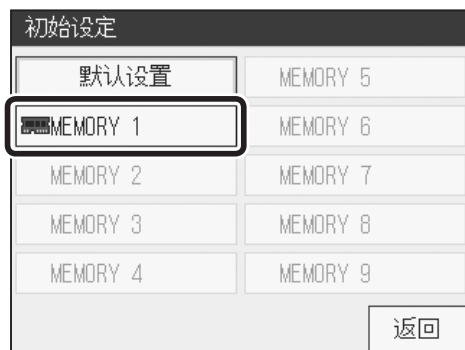 初始设定
默认设置
MEMORY 1
MEMORY 2
MEMORY 3
MEMORY 4
MEMORY 5
MEMORY 6
MEMORY 7
MEMORY 8
MEMORY 9
返回